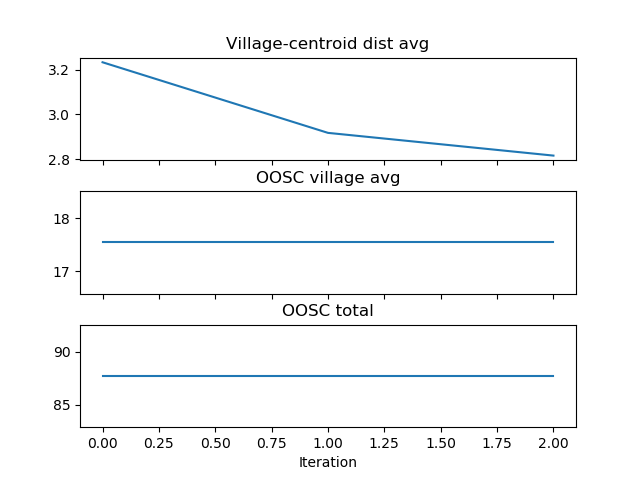 Village-centroid dist avg
3.2
3.0
2.8
OOSC village avg
18
17
OOSC total
90
85
0.00 0.25 0.50 0.75 1.00 1.25 1.50 1.75 2.00
Iteration